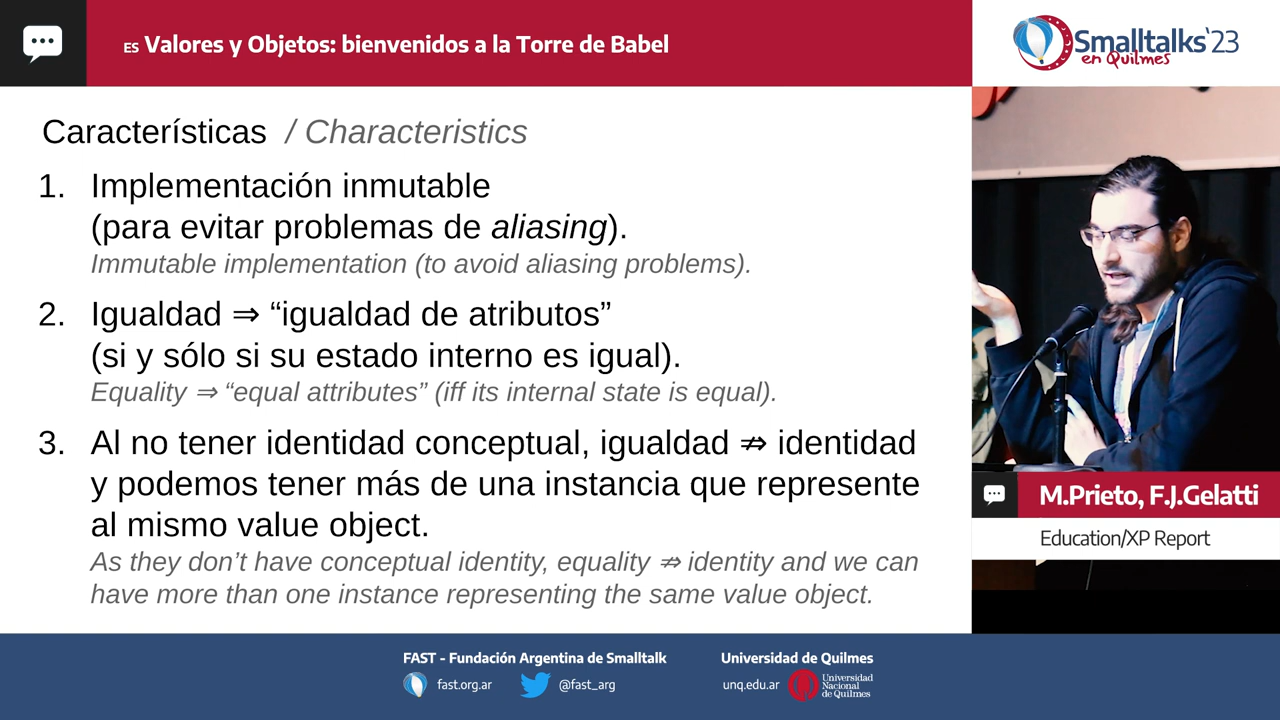 ES Valores y Objetos: bienvenidos a la Torre de Babel
Smalltalks'23
en Quilmes
Características / Characteristics
1. Implementación inmutable
(para evitar problemas de aliasing).
Immutable implementation (to avoid aliasing problems).
2. Igualdad ⇒ “igualdad de atributos”
(si y sólo si su estado interno es igual).
Equality ⇒ “equal attributes” (iff its internal state is equal).
3. Al no tener identidad conceptual, igualdad ⇏ identidad
y podemos tener más de una instancia que represente
al mismo value object.
As they don’t have conceptual identity, equality ⇏ identity and we can
have more than one instance representing the same value object.
M.Prieto, F.J.Gelatti
Education/XP Report
FAST - Fundación Argentina de Smalltalk
fast.org.ar
@fast_arg
Universidad de Quilmes
unq.edu.ar
Universidad
Nacional
de Quilmes